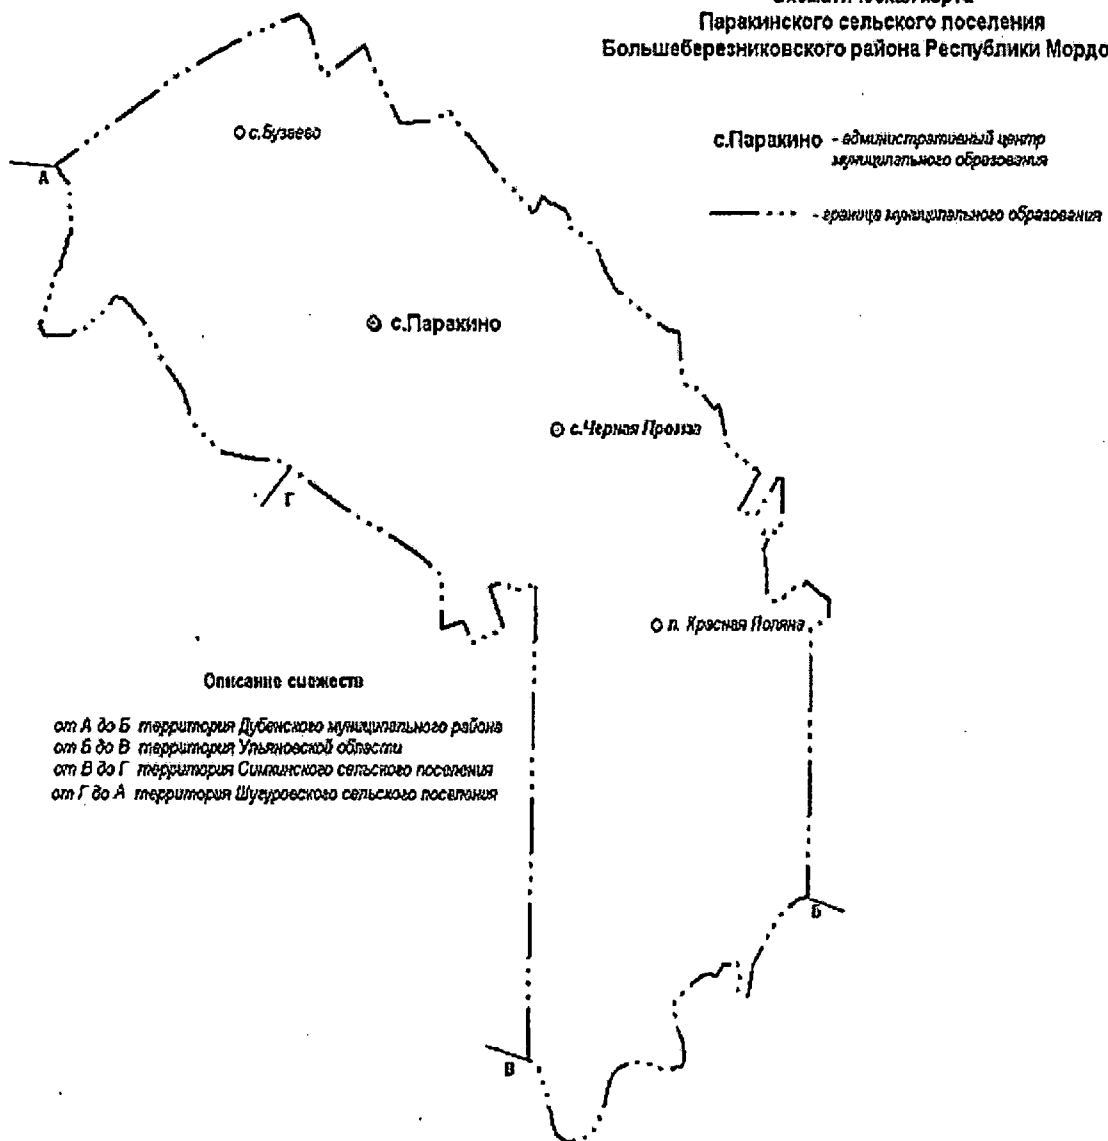 Паракинского сельского поселения
Большеберезниковского района Республики Мордо
с.Бузаево
с.Паракино - административный центр
муниципального образования
А
- граница муниципального образования
с.Паракино
с.Черная Промза
Г
п. Красная Поляна
Описание смежеств
от А до Б территория Дубенского муниципального района
от Б до В территория Ульяновской области
от В до Г территория Симкинского сельского поселения
от Г до А территория Шугуровского сельского поселения
Б
В